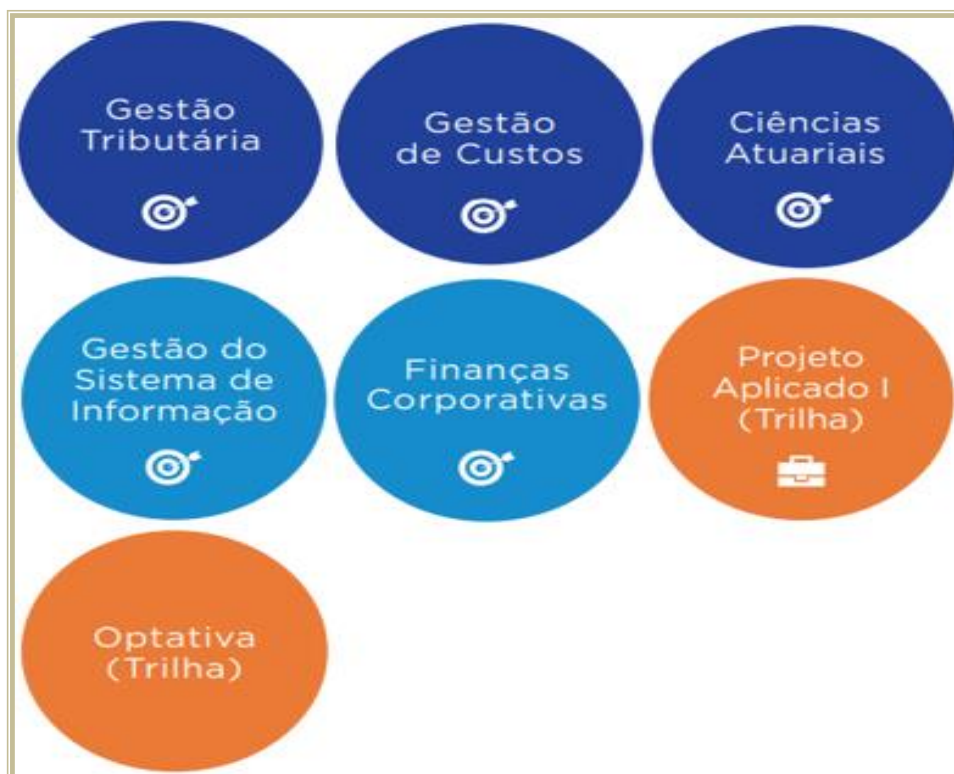 Gestão
Tributária
Gestão
de Custos
Ciências
Atuariais
Gestão do
Sistema de
Informação
Finanças
Corporativas
Projeto
Aplicado I
(Trilha)
Optativa
(Trilha)